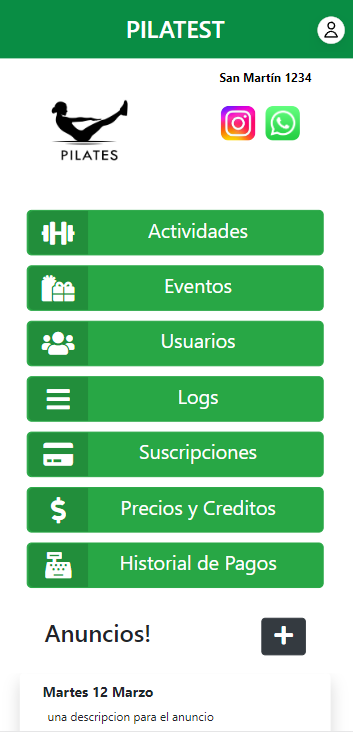 PILATEST
San Martín 1234
PILATES
Actividades
Eventos
Usuarios
Logs
Suscripciones
$
Precios y Creditos
Historial de Pagos
Anuncios!
+
Martes 12 Marzo
una descripcion para el anuncio